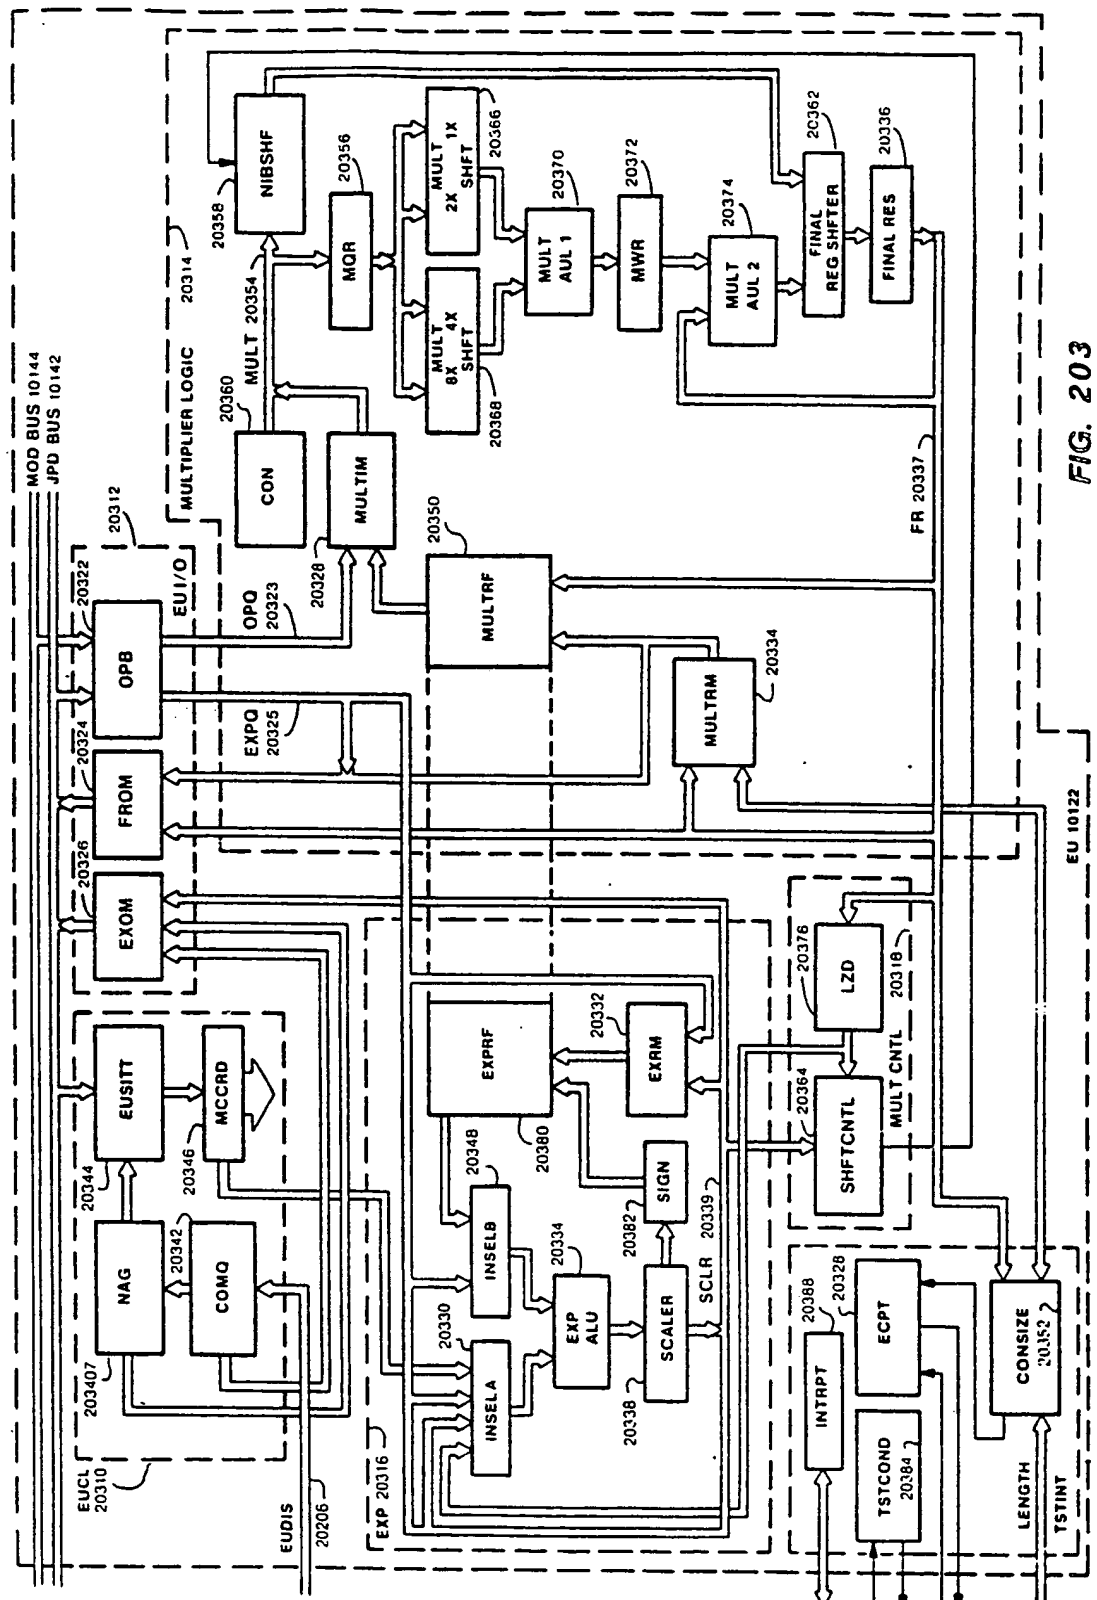 MOD BUS 10144
JPD BUS 10142
EUCL
20310
203407
NAG
20344
EUSITT
20342
COMQ
20346
MCCRD
EUDIS
20206
20326
EXOM
20324
FROM
20322
OPB
20312
EU I/O
EXPQ
20325
OPQ
20323
MULTIPLIER LOGIC
20314
CON
20360
MULT 20354
20358
NIBSHF
20328
MULTIM
MQR
20356
MULT
8X 4X
SHFT
20368
MULT 1X
2X SHFT
20366
MULT
AUL 1
20370
MWR
20372
MULT
AUL 2
20374
FINAL
REG SHFTER
20362
FINAL RES
20336
FR 20337
MULTRF
20350
MULTRM
20334
EXP 20316
INSELA
20330
INSELB
20348
EXPRF
20380
EXP
ALU
20334
SCALER
20338
SIGN
20382
EXRM
20332
SCLR
20339
SHFTCNTL
20364
LZD
20376
MULT CNTL
20318
INTRPT
20388
TSTCOND
20384
ECPT
20328
CONSIZE
20352
LENGTH
TSTINT
EU 10122
FIG. 203